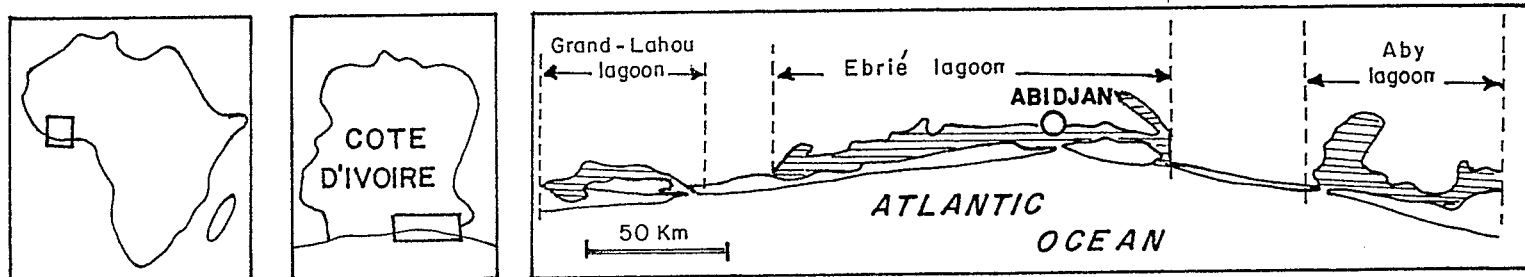 COTE
D'IVOIRE
Grand-Lahou
lagoon
Ebrié lagoon
ABIDJAN
Aby
lagoon
ATLANTIC
OCEAN
50 Km